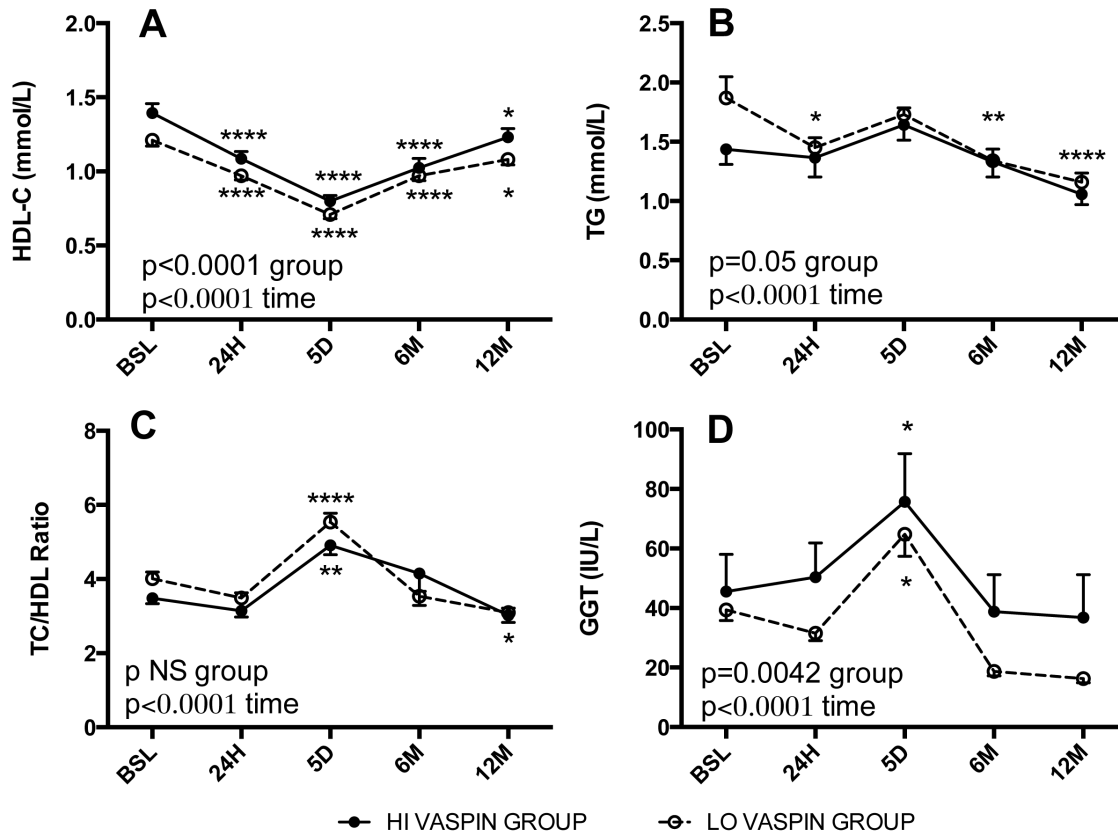 A
HDL-C (mmol/L)
2.0
1.5
1.0
0.5
0.0
****
****
****
*
****
****
****
*
p<0.0001 group
p<0.0001 time
BSL
24H
5D
6M
12M
B
TG (mmol/L)
2.5
2.0
1.5
1.0
0.5
0.0
*
**
****
p=0.05 group
p<0.0001 time
BSL
24H
5D
6M
12M
C
TC/HDL Ratio
8
6
4
2
0
****
**
*
p NS group
p<0.0001 time
BSL
24H
5D
6M
12M
D
GGT (IU/L)
100
80
60
40
20
0
*
*
p=0.0042 group
p<0.0001 time
BSL
24H
5D
6M
12M
HI VASPIN GROUP
LO VASPIN GROUP